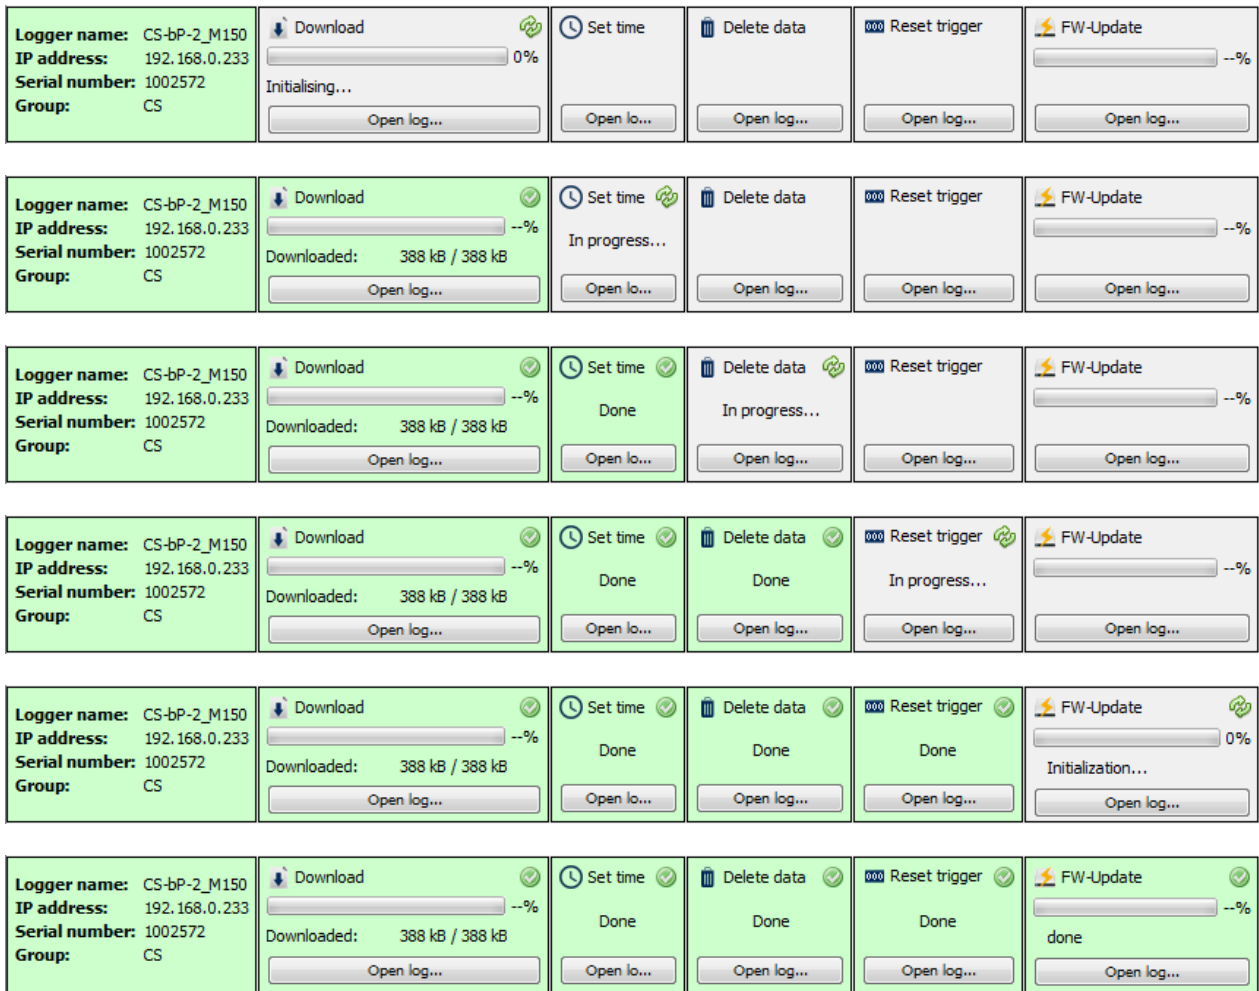 Logger name: CS-bP-2_M150 Download Set time Delete data Reset trigger FW-Update
IP address: 192.168.0.233 0% --%
Serial number: 1002572 Initialising...
Group: CS Open log... Open lo... Open log... Open log... Open log...
Logger name: CS-bP-2_M150 Download Set time Delete data Reset trigger FW-Update
IP address: 192.168.0.233 --% In progress... --%
Serial number: 1002572 Downloaded: 388 kB / 388 kB
Group: CS Open log... Open lo... Open log... Open log... Open log...
Logger name: CS-bP-2_M150 Download Set time Delete data Reset trigger FW-Update
IP address: 192.168.0.233 --% Done In progress... --%
Serial number: 1002572 Downloaded: 388 kB / 388 kB
Group: CS Open log... Open lo... Open log... Open log... Open log...
Logger name: CS-bP-2_M150 Download Set time Delete data Reset trigger FW-Update
IP address: 192.168.0.233 --% Done Done In progress... --%
Serial number: 1002572 Downloaded: 388 kB / 388 kB
Group: CS Open log... Open lo... Open log... Open log... Open log...
Logger name: CS-bP-2_M150 Download Set time Delete data Reset trigger FW-Update
IP address: 192.168.0.233 --% Done Done Done 0%
Serial number: 1002572 Downloaded: 388 kB / 388 kB Initialization...
Group: CS Open log... Open lo... Open log... Open log... Open log...
Logger name: CS-bP-2_M150 Download Set time Delete data Reset trigger FW-Update
IP address: 192.168.0.233 --% Done Done Done --%
Serial number: 1002572 Downloaded: 388 kB / 388 kB done
Group: CS Open log... Open lo... Open log... Open log... Open log...